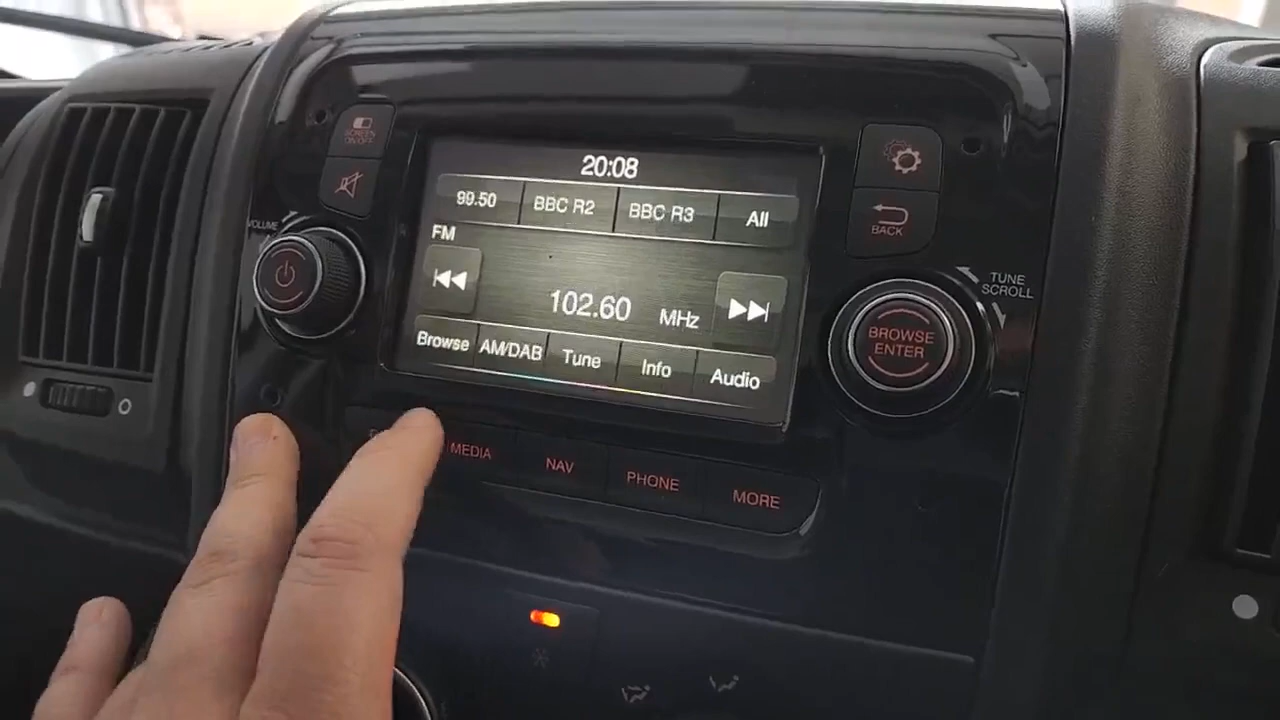 20:08
SCREEN
ON/OFF
99.50 BBC R2 BBC R3 All
FM
VOLUME
BACK
TUNE
SCROLL
102.60 MHz
BROWSE
ENTER
Browse AM/DAB Tune Info Audio
MEDIA NAV PHONE MORE